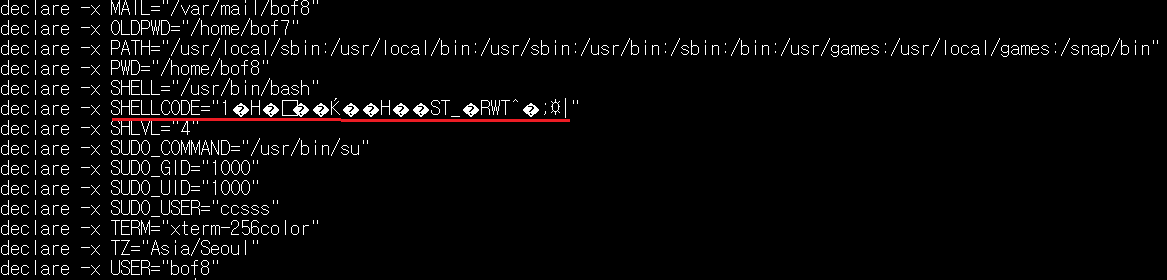 declare -x MAIL="/var/mail/bof8"
declare -x OLDPWD="/home/bof7"
declare -x PATH="/usr/local/sbin:/usr/local/bin:/usr/sbin:/usr/bin:/sbin:/bin:/usr/games:/usr/local/games:/snap/bin"
declare -x PWD="/home/bof8"
declare -x SHELL="/usr/bin/bash"
declare -x SHELLCODE="1�H�□��Ḱ��H��ST_�RWT^�;¤|"
declare -x SHLVL="4"
declare -x SUDO_COMMAND="/usr/bin/su"
declare -x SUDO_GID="1000"
declare -x SUDO_UID="1000"
declare -x SUDO_USER="ccsss"
declare -x TERM="xterm-256color"
declare -x TZ="Asia/Seoul"
declare -x USER="bof8"